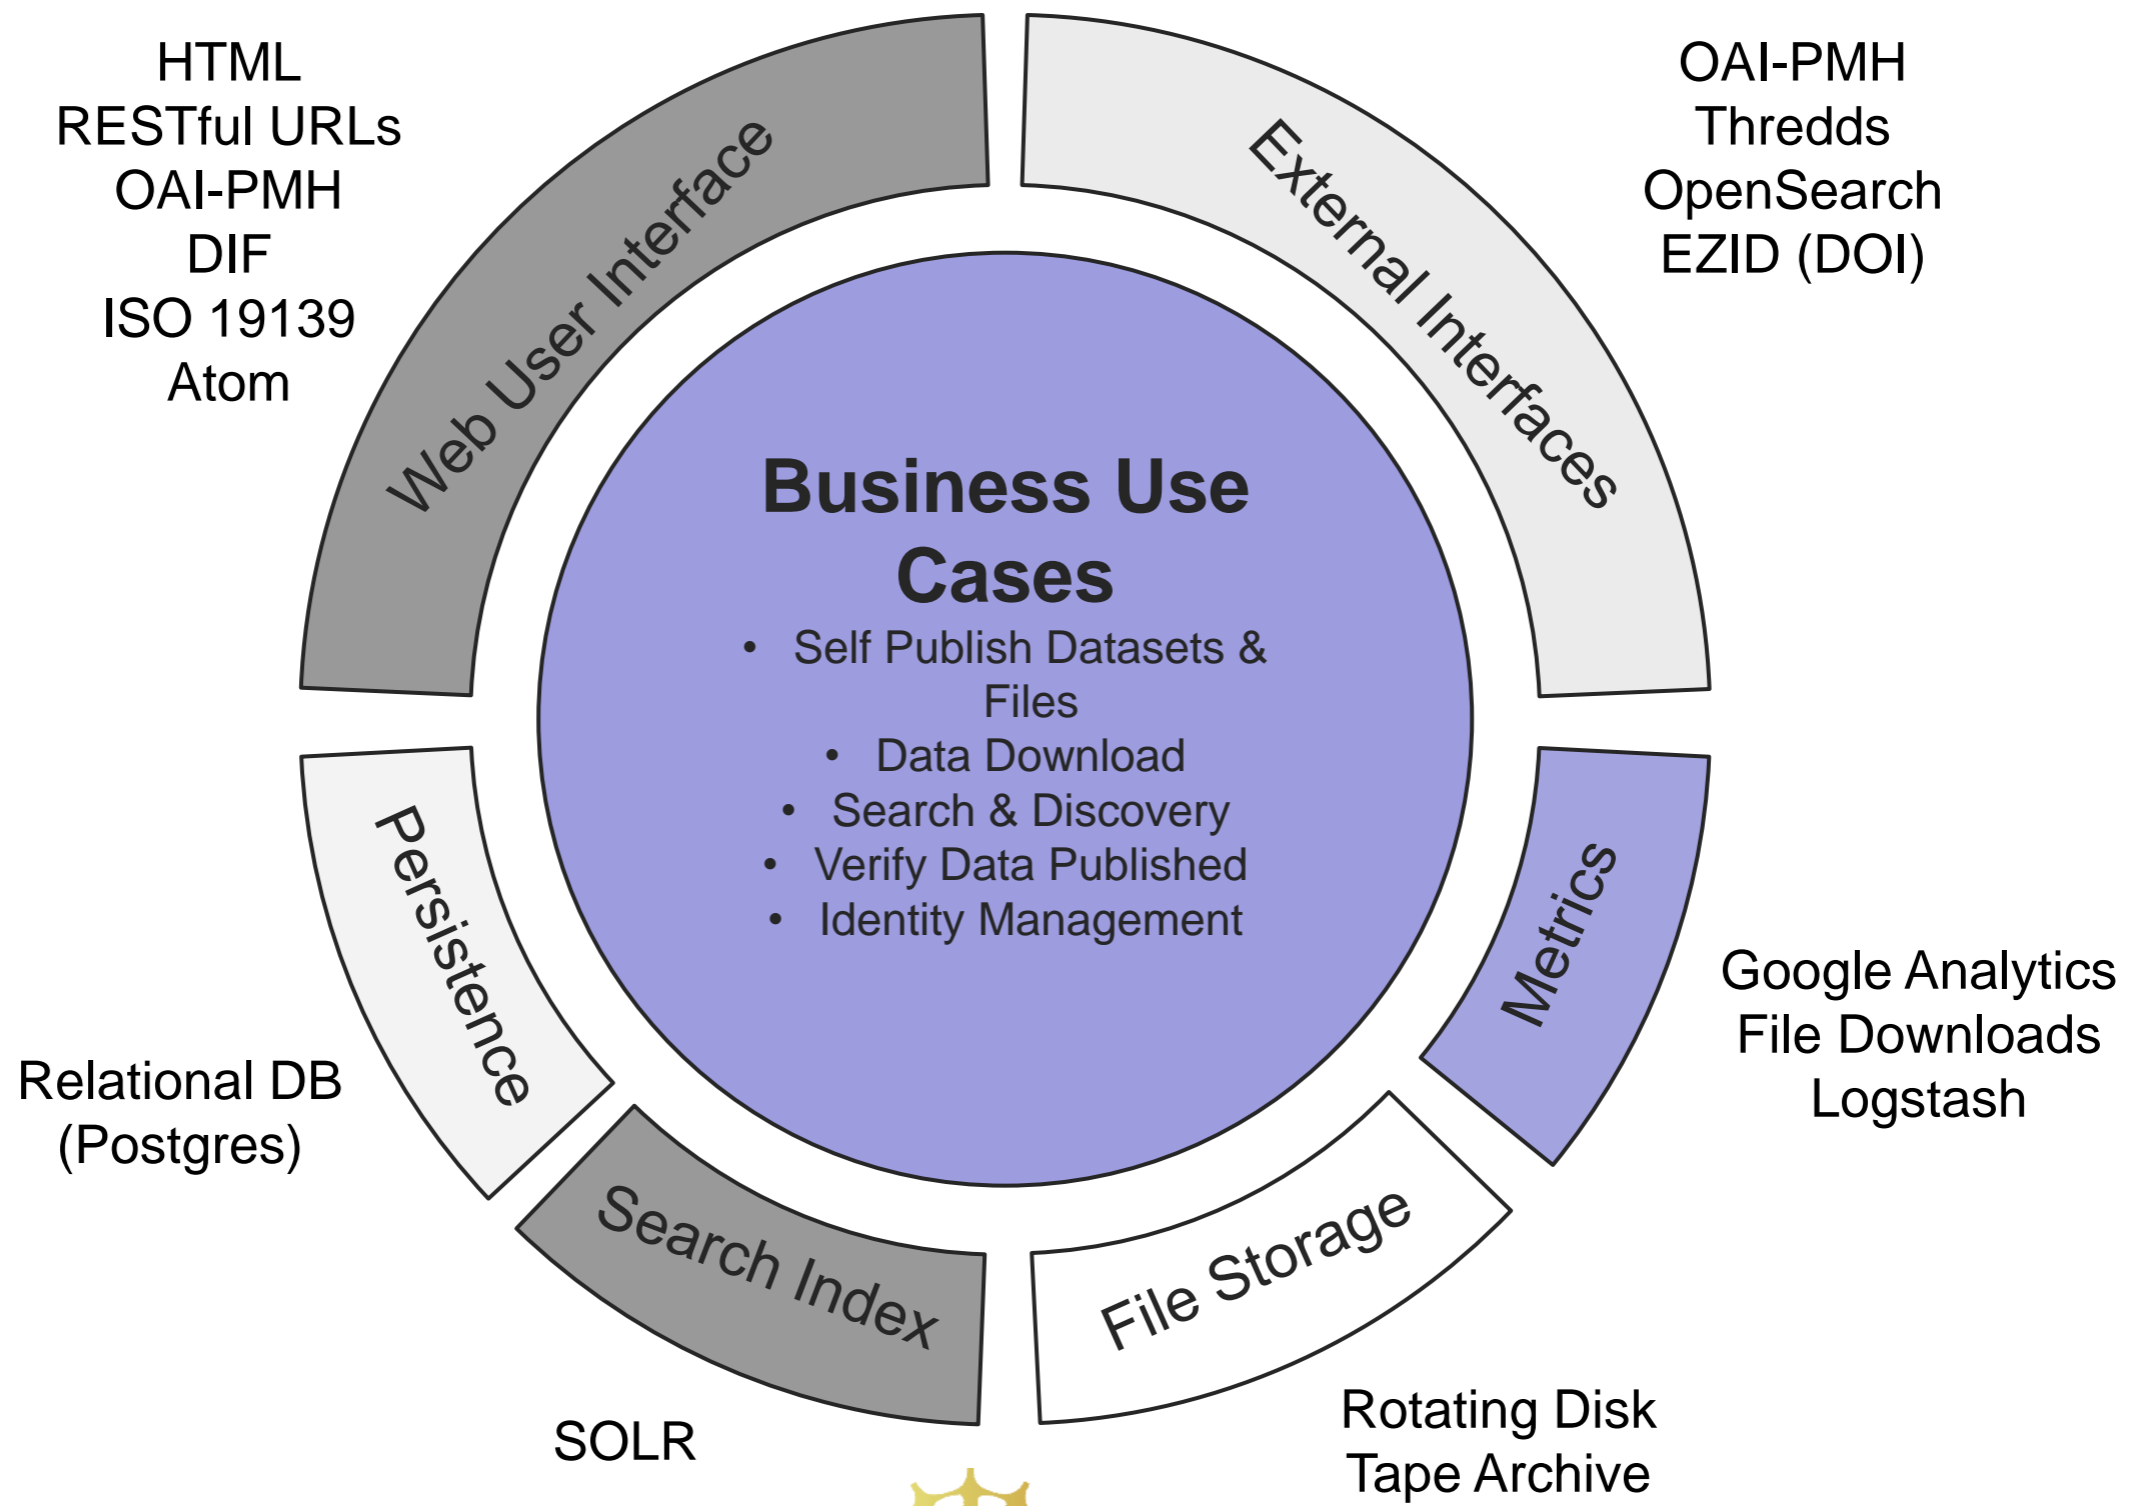 HTML
RESTful URLs
OAI-PMH
DIF
ISO 19139
Atom
OAI-PMH
Thredds
OpenSearch
EZID (DOI)
Web User Interface
External Interfaces
Business Use
Cases
• Self Publish Datasets &
Files
• Data Download
• Search & Discovery
• Verify Data Published
• Identity Management
Persistence
Metrics
Relational DB
(Postgres)
Google Analytics
File Downloads
Logstash
Search Index
File Storage
SOLR
Rotating Disk
Tape Archive